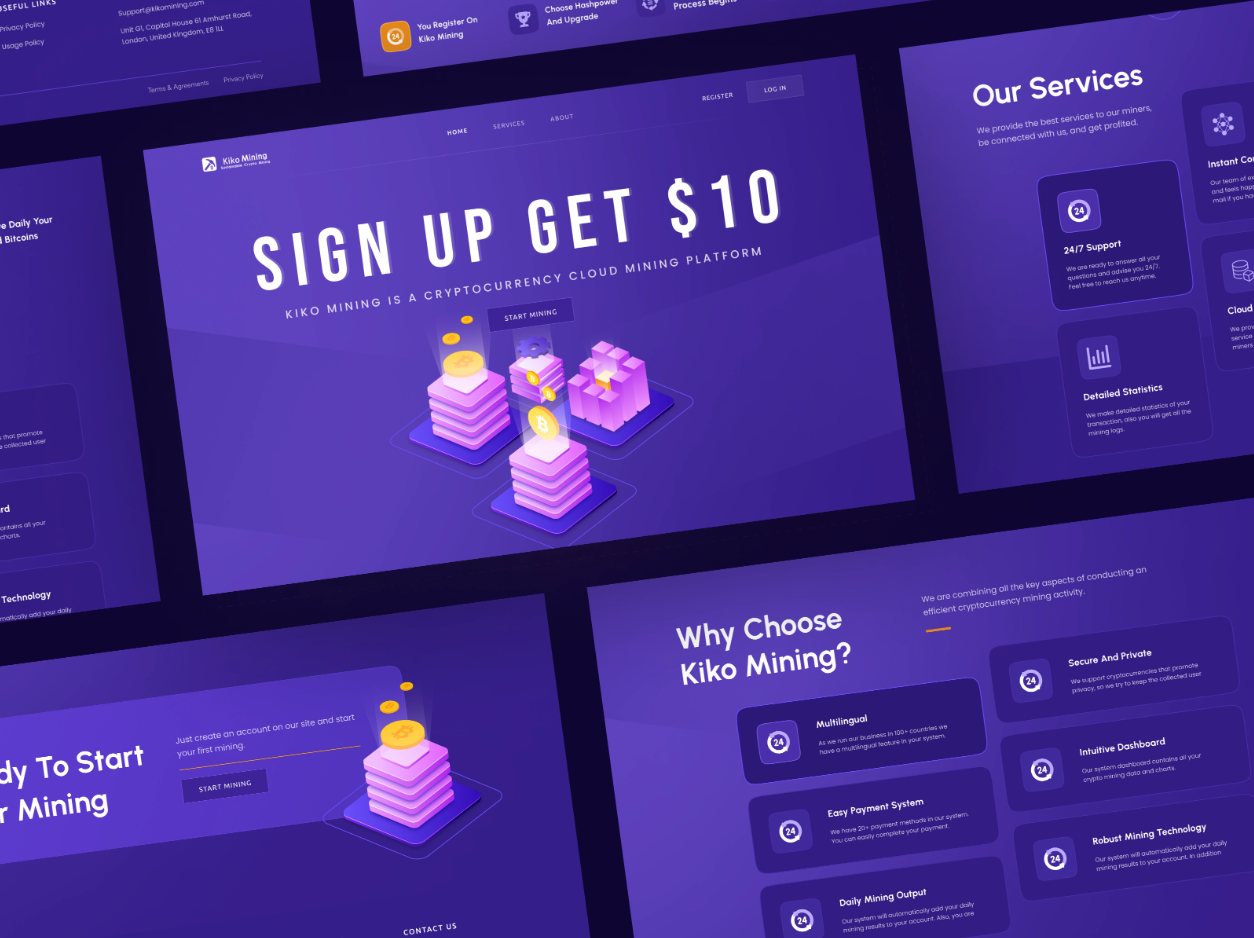 SEFUL LINKS
Privacy Policy
Usage Policy
Support@kikomining.com
Unit G1, Capital House 61 Amhurst Road,
London, United Kingdom, E8 1LL
Terms & Agreements
Privacy Policy
24
You Register On
Kiko Mining
Choose Hashpower
And Upgrade
Process Begins
e Daily Your
d Bitcoins
s that promote
collected user
rd
ontains all your
charts.
Technology
matically add your daily
Kiko Mining
HOME
SERVICES
ABOUT
REGISTER
LOG IN
SIGN UP GET $10
KIKO MINING IS A CRYPTOCURRENCY CLOUD MINING PLATFORM
START MINING
Our Services
We provide the best services to our miners,
be connected with us, and get profited.
24
24/7 Support
We are ready to answer all your
questions and advise you 24/7.
Feel free to reach us anytime.
Detailed Statistics
We make detailed statistics of your
transaction, also you will get all the
mining logs.
Instant Co
Our team of ex
and feels happ
mail if you hav
Cloud
We prov
service
miners
dy To Start
r Mining
Just create an account on our site and start
your first mining.
START MINING
CONTACT US
Why Choose
Kiko Mining?
We are combining all the key aspects of conducting an
efficient cryptocurrency mining activity.
24
Multilingual
As we run our business in 100+ countries we
have a multilingual feature in your system.
24
Easy Payment System
We have 20+ payment methods in our system.
You can easily complete your payment.
24
Daily Mining Output
Our system will automatically add your daily
mining results to your account. Also, you are
24
Secure And Private
We support cryptocurrencies that promote
privacy, so we try to keep the collected user
24
Intuitive Dashboard
Our system dashboard contains all your
crypto mining data and charts.
24
Robust Mining Technology
Our system will automatically add your daily
mining results to your account. In addition